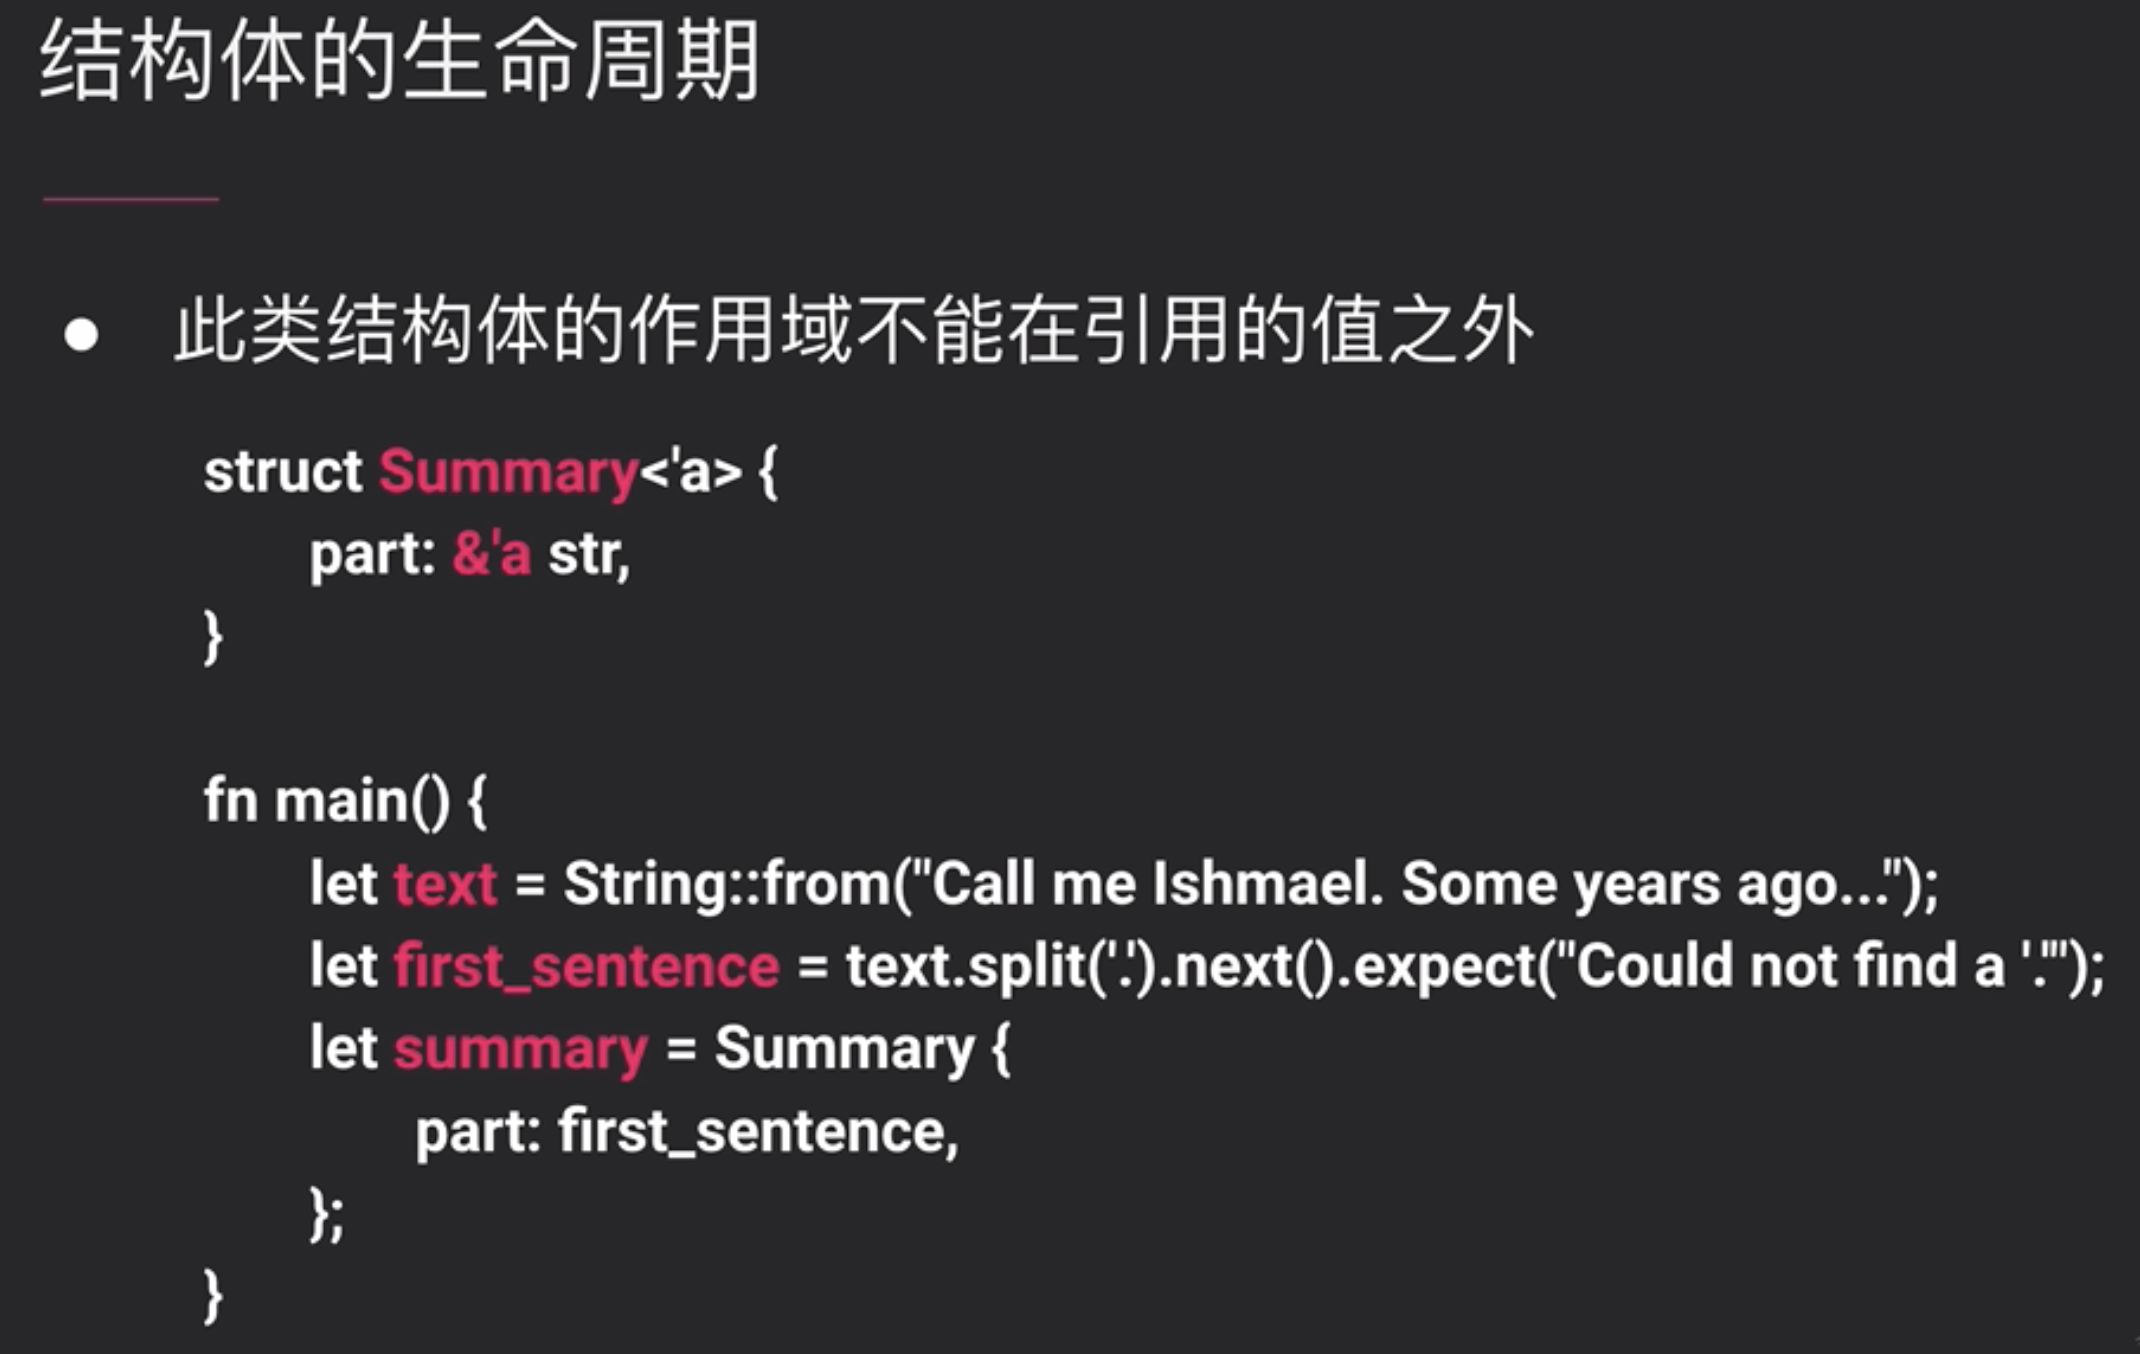 结构体的生命周期
● 此类结构体的作用域不能在引用的值之外
struct Summary<'a> {
part: &'a str,
}
fn main() {
let text = String::from("Call me Ishmael. Some years ago...");
let first_sentence = text.split('.').next().expect("Could not find a '.'");
let summary = Summary {
part: first_sentence,
};
}